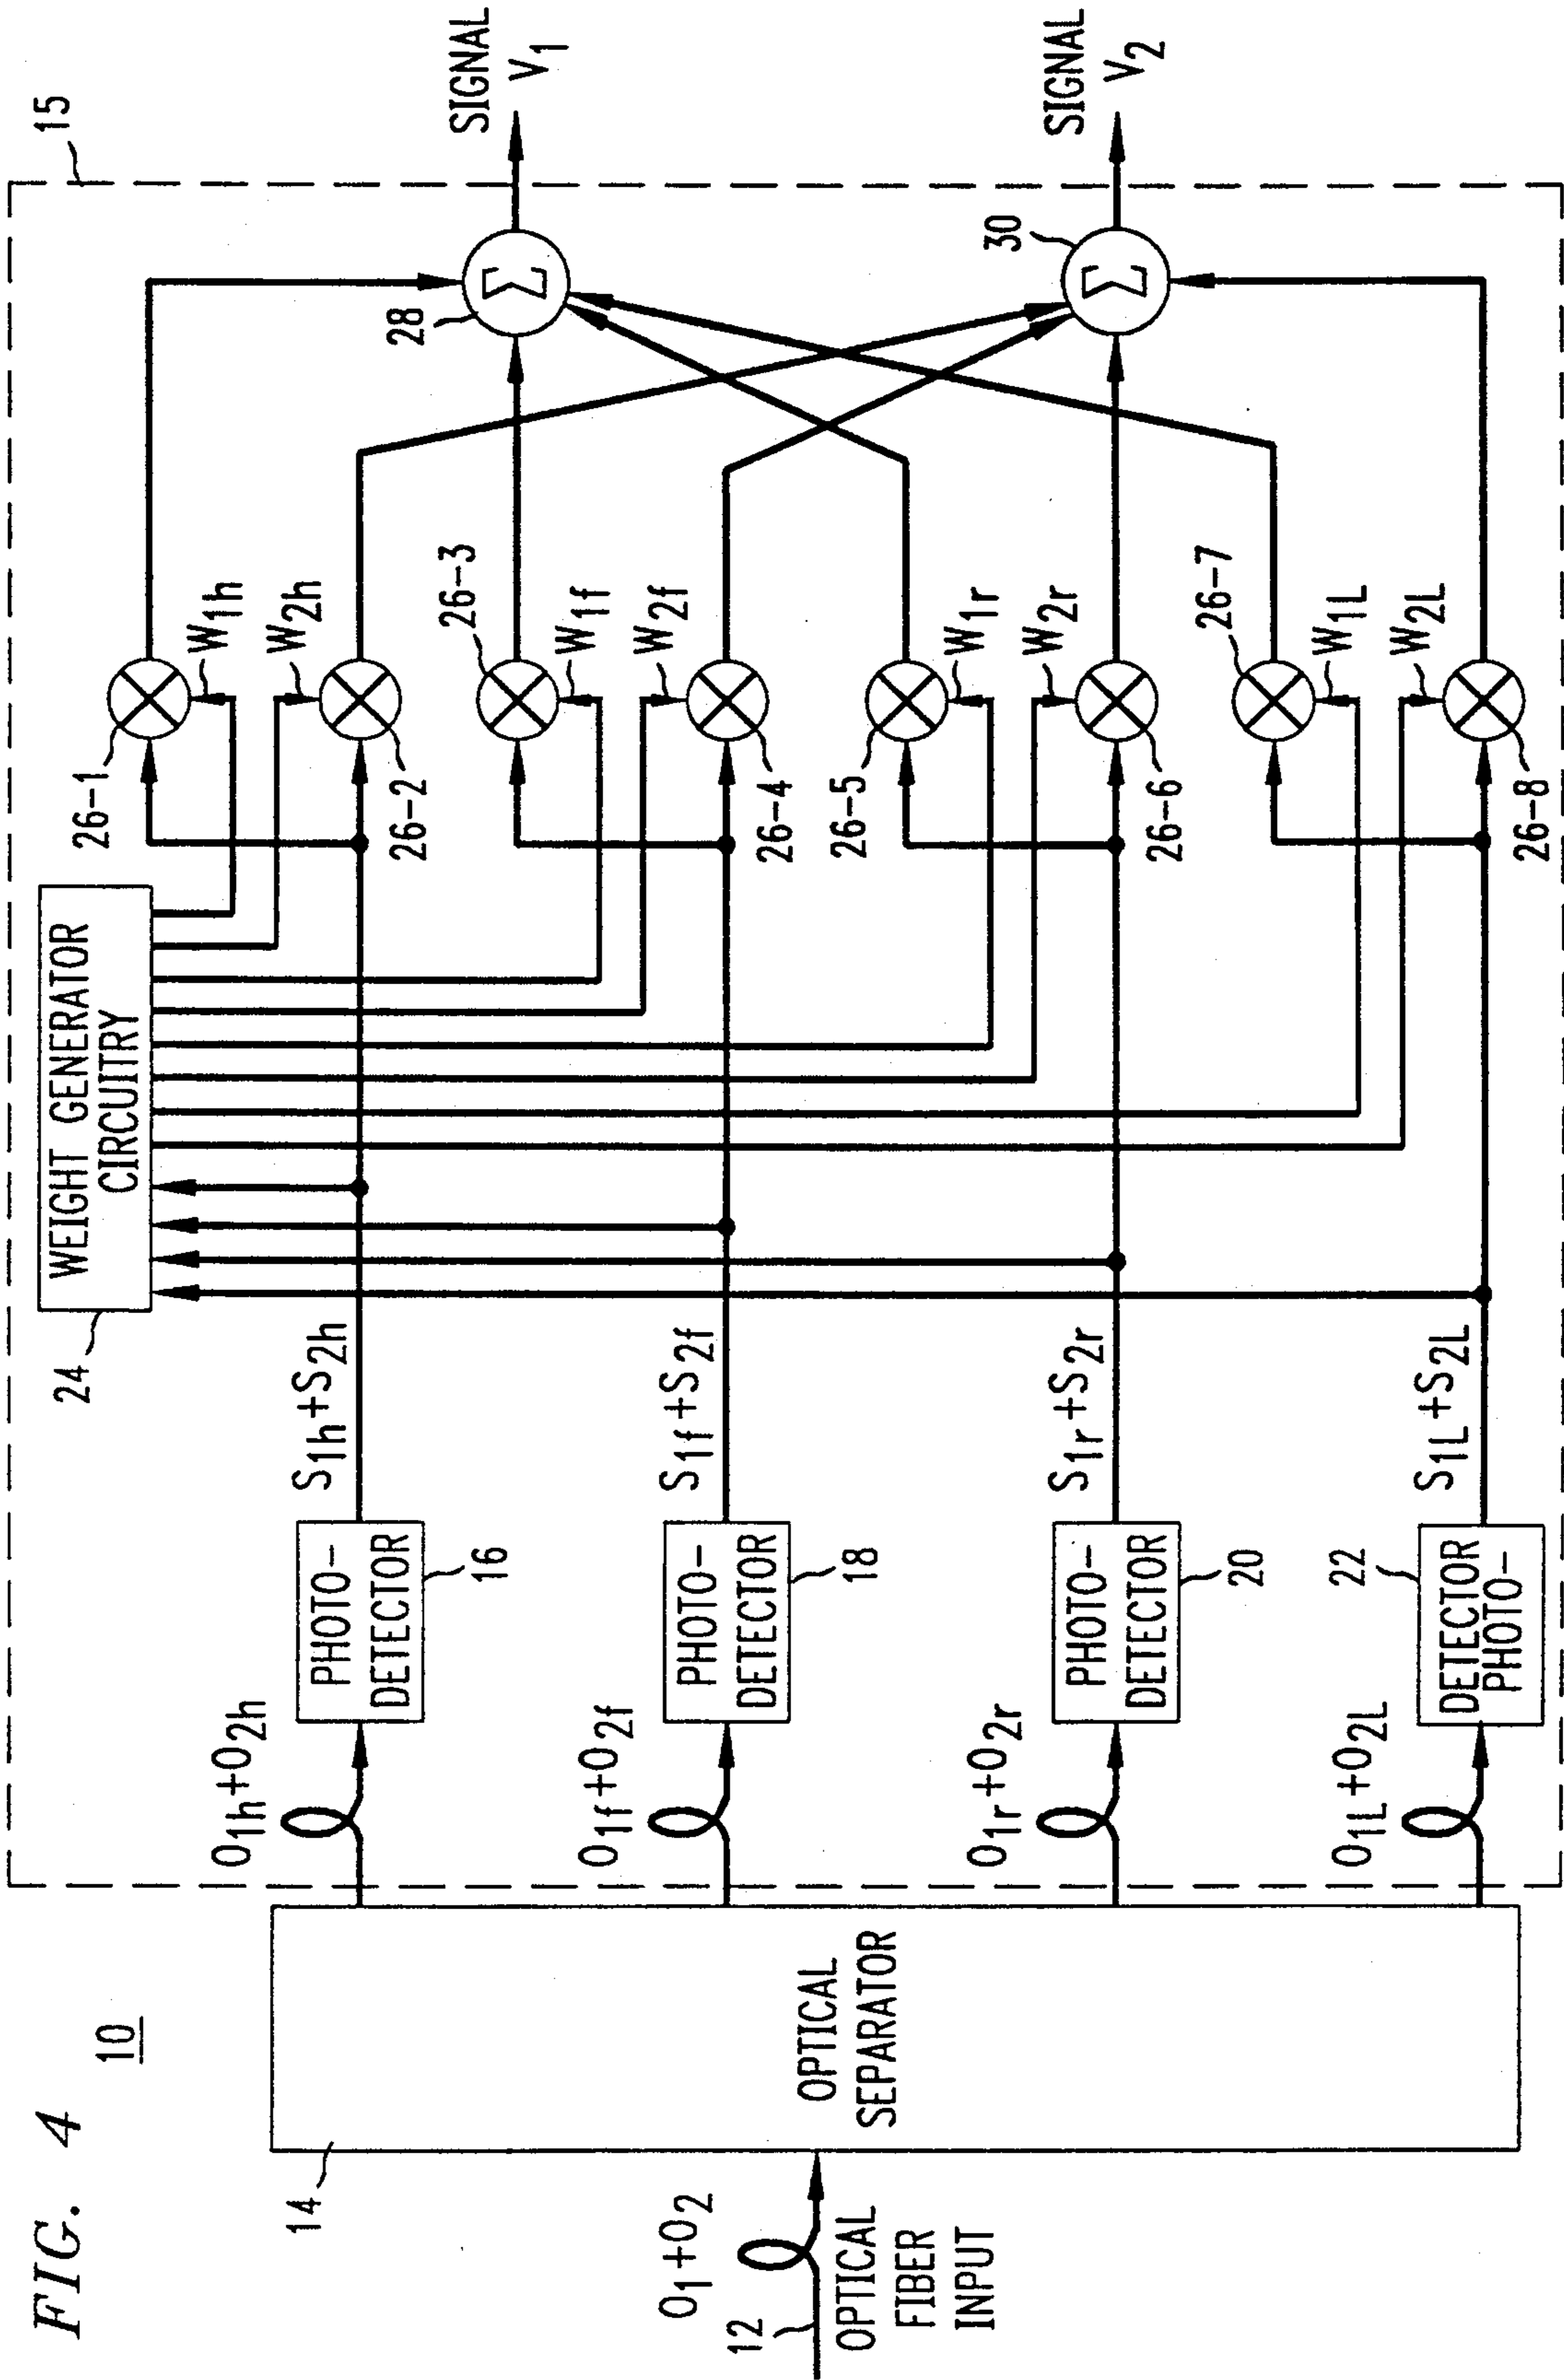 FIG. 4
10
12
O1+O2
OPTICAL
FIBER
INPUT
14
OPTICAL
SEPARATOR
15
O1h+O2h
PHOTO-
DETECTOR
16
S1h+S2h
O1f+O2f
PHOTO-
DETECTOR
18
S1f+S2f
O1r+O2r
PHOTO-
DETECTOR
20
S1r+S2r
O1L+O2L
DETECTOR
PHOTO-
22
S1L+S2L
24
WEIGHT GENERATOR
CIRCUITRY
26-1
W1h
W2h
26-2
26-3
W1f
W2f
26-4
26-5
W1r
W2r
26-6
26-7
W1L
W2L
26-8
28
Σ
30
Σ
SIGNAL
V1
SIGNAL
V2